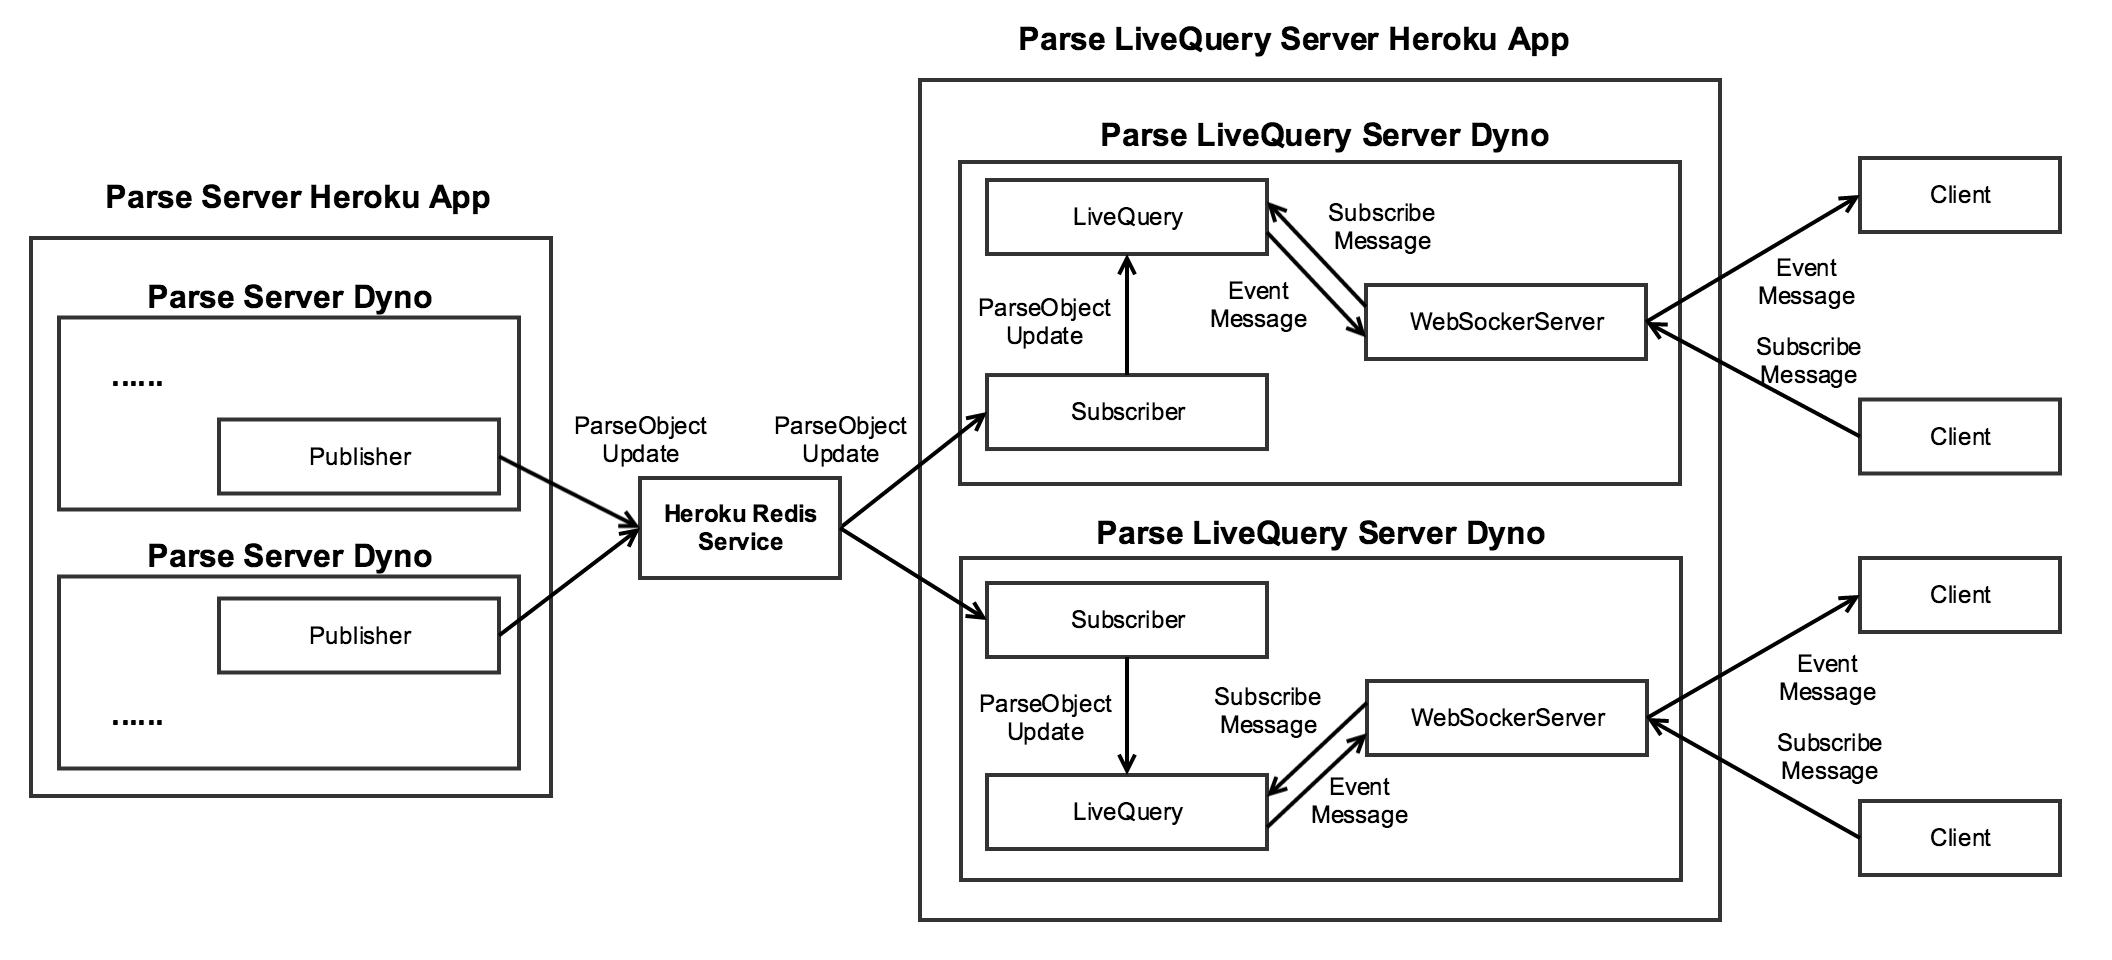 Parse LiveQuery Server Heroku App
Parse Server Heroku App
Parse Server Dyno
......
Publisher
Parse Server Dyno
Publisher
......
ParseObject
Update
Heroku Redis
Service
ParseObject
Update
Parse LiveQuery Server Dyno
LiveQuery
Subscribe
Message
Event
Message
ParseObject
Update
WebSockerServer
Subscriber
Parse LiveQuery Server Dyno
Subscriber
ParseObject
Update
Subscribe
Message
WebSockerServer
Event
Message
LiveQuery
Client
Event
Message
Subscribe
Message
Client
Client
Event
Message
Subscribe
Message
Client